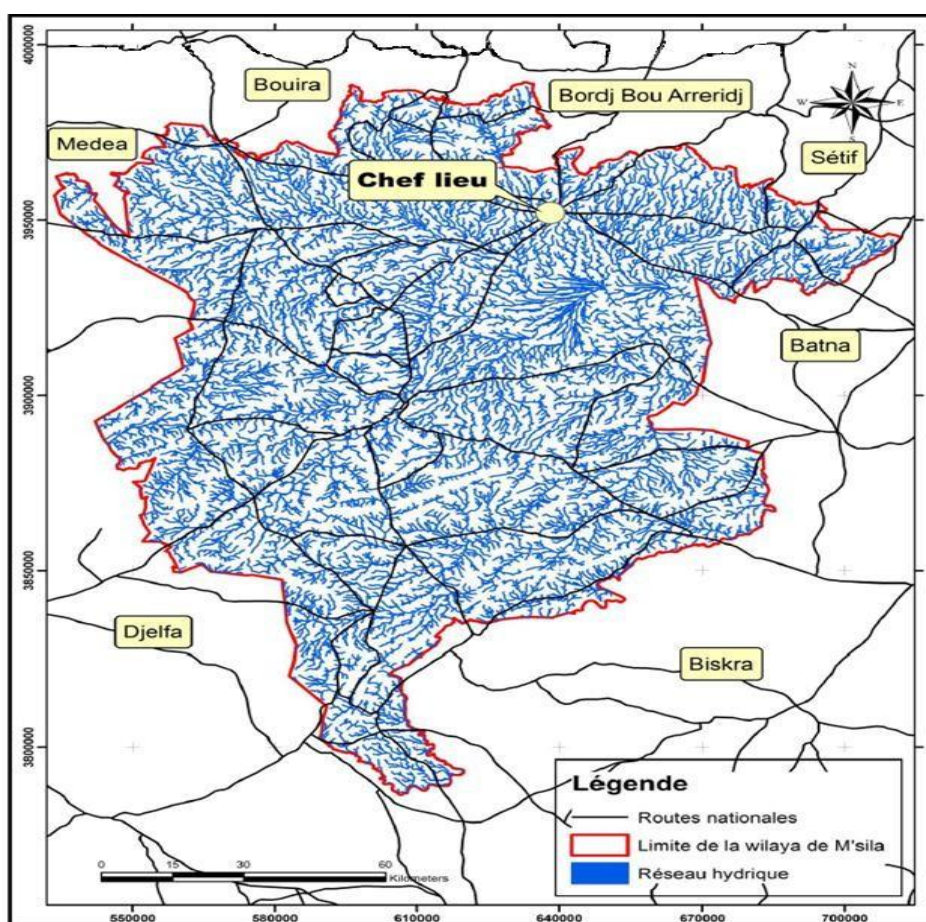 Bouira
Bordj Bou Arreridj
Medea
Sétif
Chef lieu
Batna
Djelfa
Biskra
N
W
E
S
4000000
3950000
3900000
3850000
3800000
Légende
Routes nationales
Limite de la wilaya de M'sila
Réseau hydrique
0 15 30 60
Kilometers
550000 580000 610000 640000 670000 700000